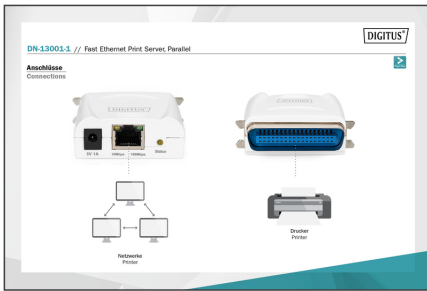 DIGITUS®
DN-13001-1 // Fast Ethernet Print Server, Parallel
Anschlüsse
Connections
DIGITUS
5V 1A
10Mbps
100Mbps
Status
Netzwerke
Printer
Drucker
Printer